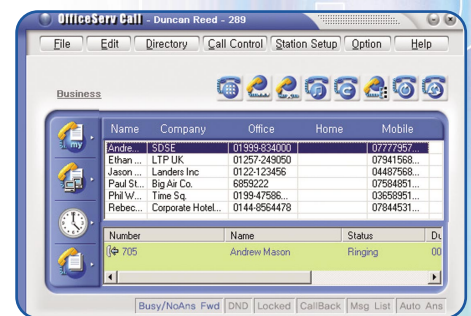 OfficeServ Call - Duncan Reed - 289
File Edit Directory Call Control Station Setup Option Help
Business
Name Company Office Home Mobile
my
Andre... SDSE 01999-834000 07777957...
Ethan ... LTP UK 01257-249050 07941568...
Jason ... Landers Inc 0122-123456 04487568...
Paul St... Big Air Co. 6859222 07584851...
Phil W... Time Sq. 0199-47586... 03658951...
Rebec... Corporate Hotel... 0144-8564478 07844531...
Number Name Status Du
705 Andrew Mason Ringing 00
Busy/NoAns Fwd DND Locked CallBack Msg List Auto Ans